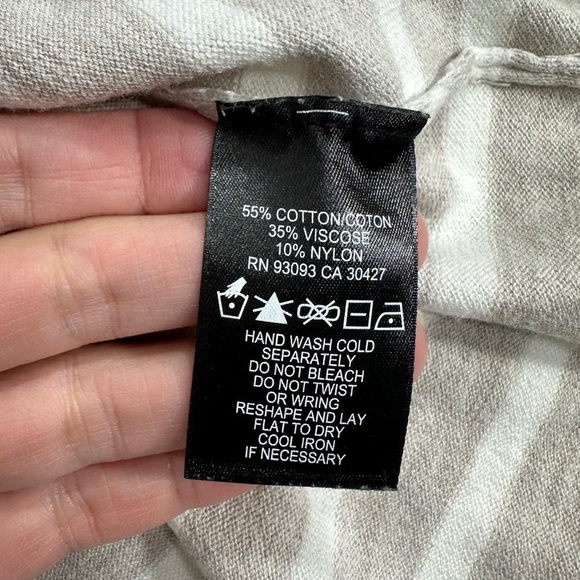 55% COTTON/COTON
35% VISCOSE
10% NYLON
RN 93093 CA 30427
HAND WASH COLD
SEPARATELY
DO NOT BLEACH
DO NOT TWIST
OR WRING
RESHAPE AND LAY
FLAT TO DRY
COOL IRON
IF NECESSARY